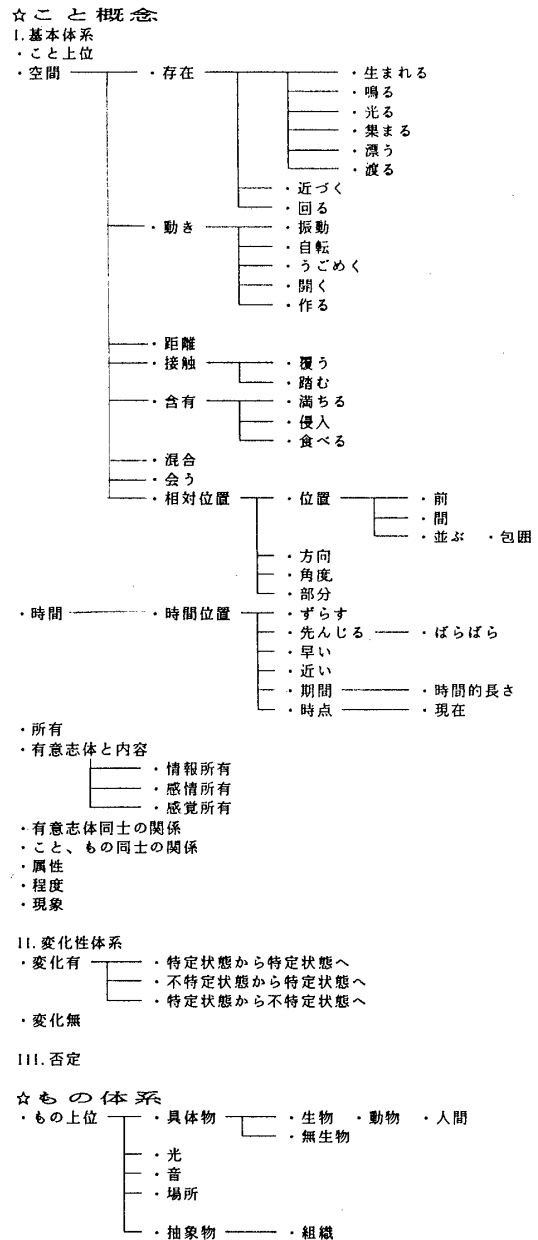 ☆こと概念
I.基本体系
・こと上位
・空間 ・存在 ・生まれる
・鳴る
・光る
・集まる
・漂う
・渡る
・近づく
・回る
・動き ・振動
・自転
・うごめく
・開く
・作る
・距離
・接触 ・覆う
・踏む
・含有 ・満ちる
・侵入
・食べる
・混合
・会う
・相対位置 ・位置 ・前
・間
・並ぶ ・包囲
・方向
・角度
・部分
・時間 ・時間位置 ・ずらす
・先んじる ・ばらばら
・早い
・近い
・期間 ・時間的長さ
・時点 ・現在
・所有
・有意志体と内容
・情報所有
・感情所有
・感覚所有
・有意志体同士の関係
・こと、もの同士の関係
・属性
・程度
・現象
II.変化性体系
・変化有 ・特定状態から特定状態へ
・不特定状態から特定状態へ
・特定状態から不特定状態へ
・変化無
III.否定
☆もの体系
・もの上位 ・具体物 ・生物 ・動物 ・人間
・無生物
・光
・音
・場所
・抽象物 ・組織